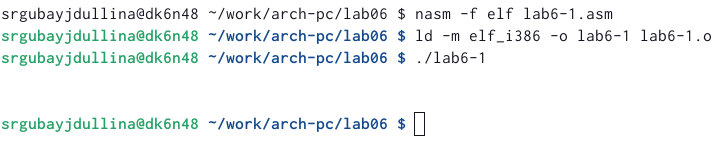 srgubayjdullina@dk6n48 ~/work/arch-pc/lab06 $ nasm -f elf lab6-1.asm
srgubayjdullina@dk6n48 ~/work/arch-pc/lab06 $ ld -m elf_i386 -o lab6-1 lab6-1.o
srgubayjdullina@dk6n48 ~/work/arch-pc/lab06 $ ./lab6-1
srgubayjdullina@dk6n48 ~/work/arch-pc/lab06 $